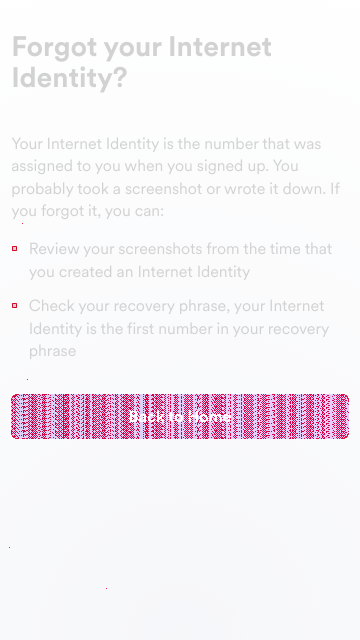 Forgot your Internet
Identity?
Your Internet Identity is the number that was
assigned to you when you signed up. You
probably took a screenshot or wrote it down. If
you forgot it, you can:
Review your screenshots from the time that
you created an Internet Identity
Check your recovery phrase, your Internet
Identity is the first number in your recovery
phrase
Back to Home